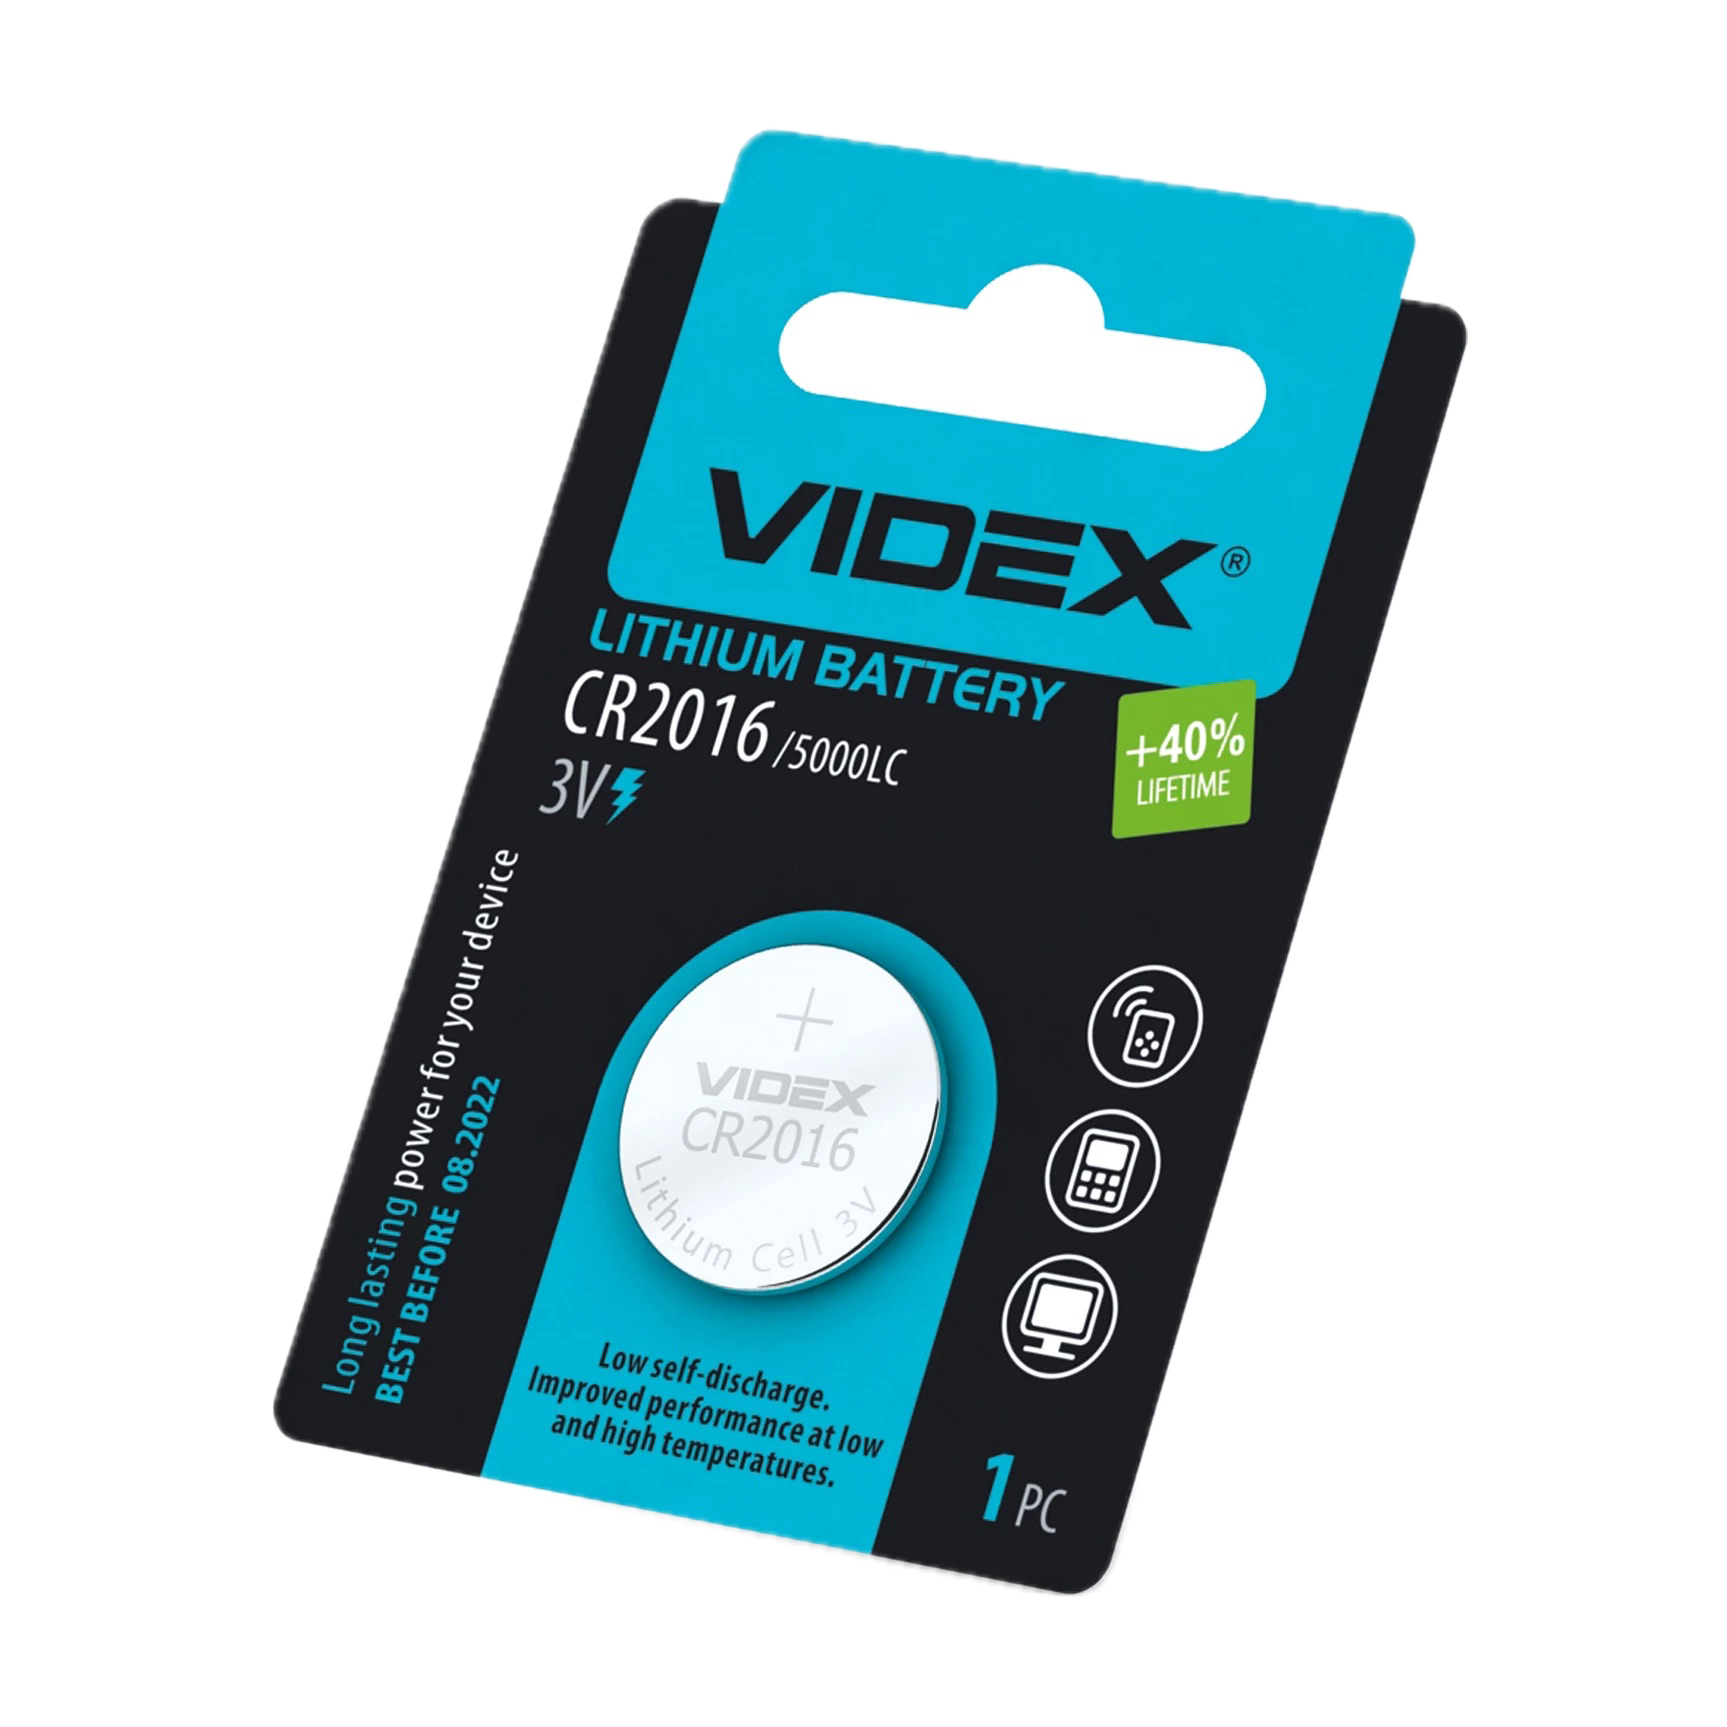 VIDEX®
LITHIUM BATTERY
CR2016/5000LC
3V
+40%
LIFETIME
Long lasting power for your device
BEST BEFORE 08.2022
+
VIDEX
CR2016
Lithium Cell 3V
Low self-discharge.
Improved performance at low
and high temperatures.
1 PC